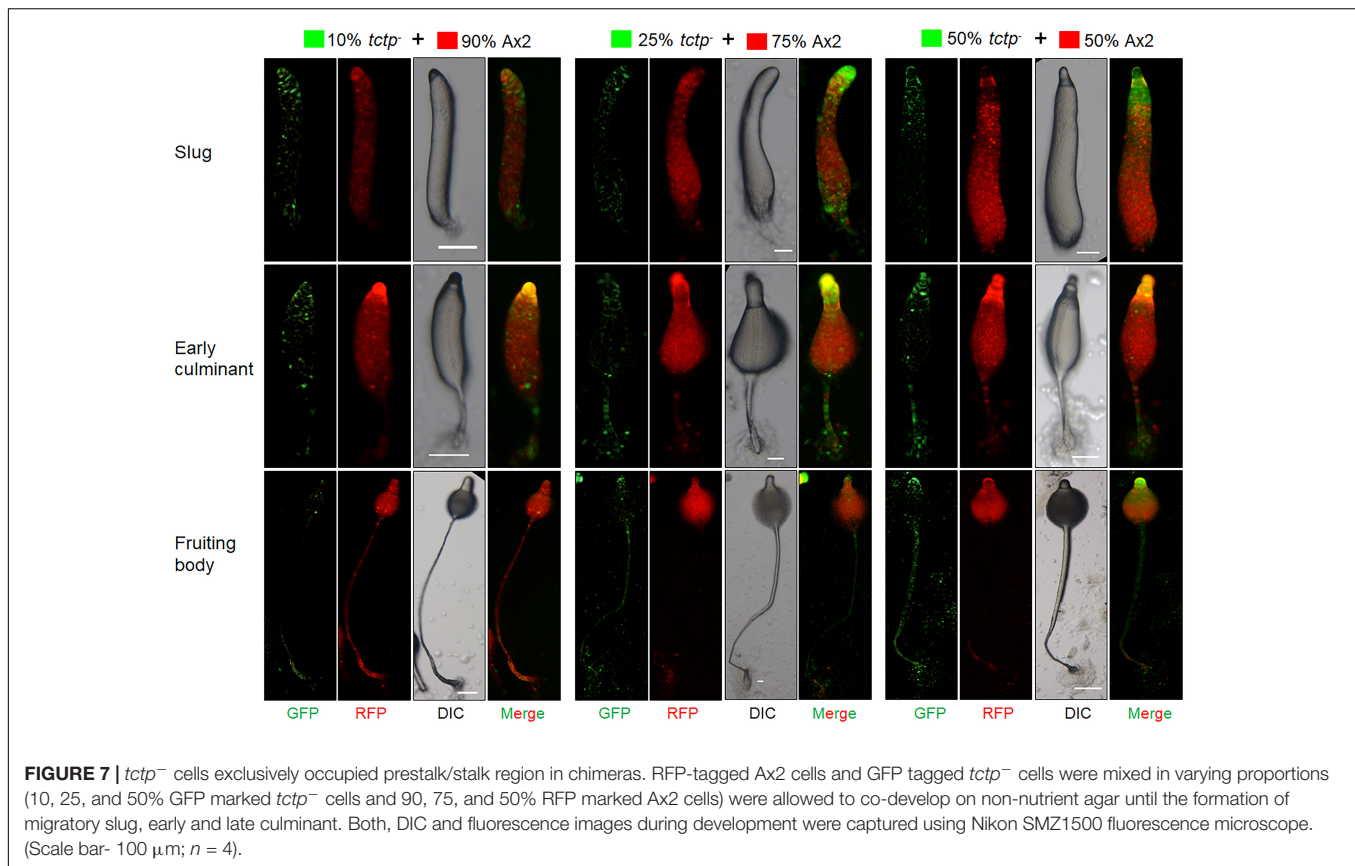 10% tctp- + 90% Ax2 25% tctp- + 75% Ax2 50% tctp- + 50% Ax2
Slug
Early
culminant
Fruiting
body
GFP RFP DIC Merge GFP RFP DIC Merge GFP RFP DIC Merge
FIGURE 7 | tctp− cells exclusively occupied prestalk/stalk region in chimeras. RFP-tagged Ax2 cells and GFP tagged tctp− cells were mixed in varying proportions
(10, 25, and 50% GFP marked tctp− cells and 90, 75, and 50% RFP marked Ax2 cells) were allowed to co-develop on non-nutrient agar until the formation of
migratory slug, early and late culminant. Both, DIC and fluorescence images during development were captured using Nikon SMZ1500 fluorescence microscope.
(Scale bar- 100 μm; n = 4).